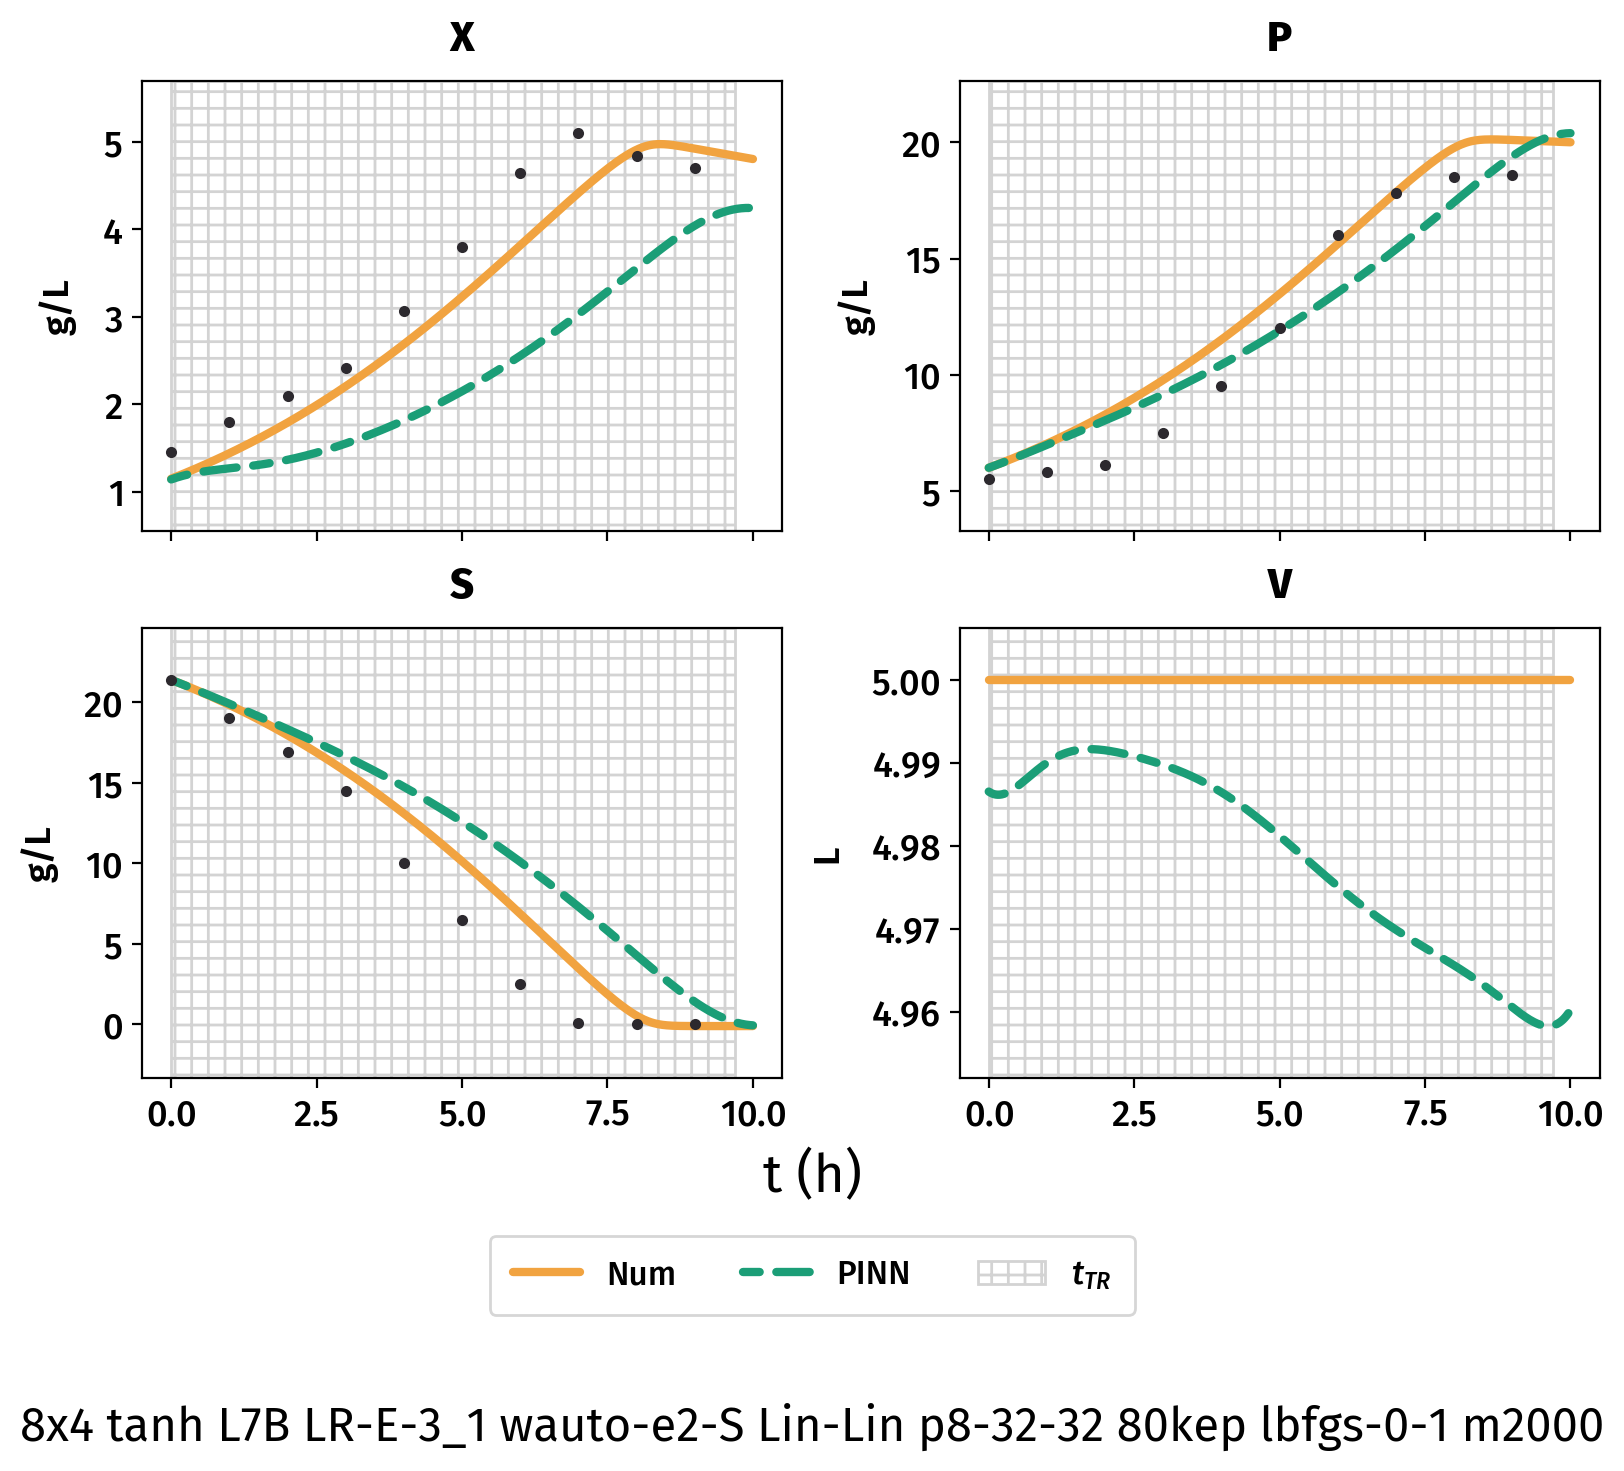 X
P
g/L
5
4
3
2
1
g/L
20
15
10
5
S
V
g/L
20
15
10
5
0
0.0 2.5 5.0 7.5 10.0
L
5.00
4.99
4.98
4.97
4.96
0.0 2.5 5.0 7.5 10.0
t (h)
Num PINN tTR
8x4 tanh L7B LR-E-3_1 wauto-e2-S Lin-Lin p8-32-32 80kep lbfgs-0-1 m2000